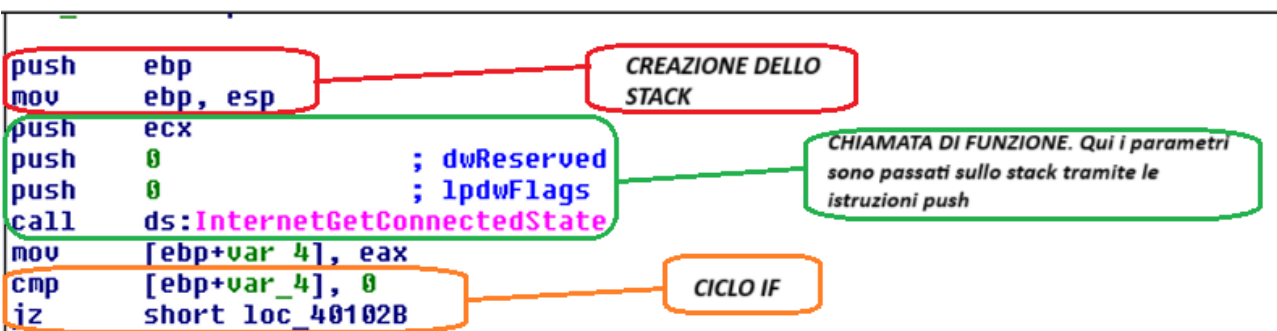 push ebp
mov ebp, esp
CREAZIONE DELLO
STACK
push ecx
push 0 ; dwReserved
push 0 ; lpdwFlags
call ds:InternetGetConnectedState
CHIAMATA DI FUNZIONE. Qui i parametri
sono passati sullo stack tramite le
istruzioni push
mov [ebp+var_4], eax
cmp [ebp+var_4], 0
jz short loc_40102B
CICLO IF